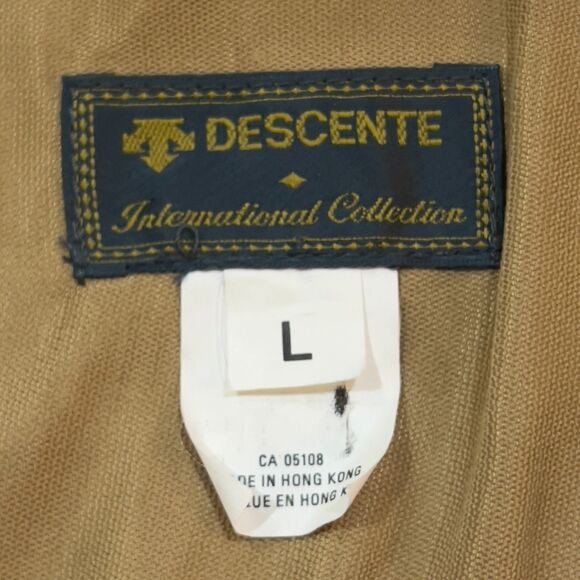 DESCENTE
International Collection
L
CA 05108
DE IN HONG KONG
UE EN HONG K